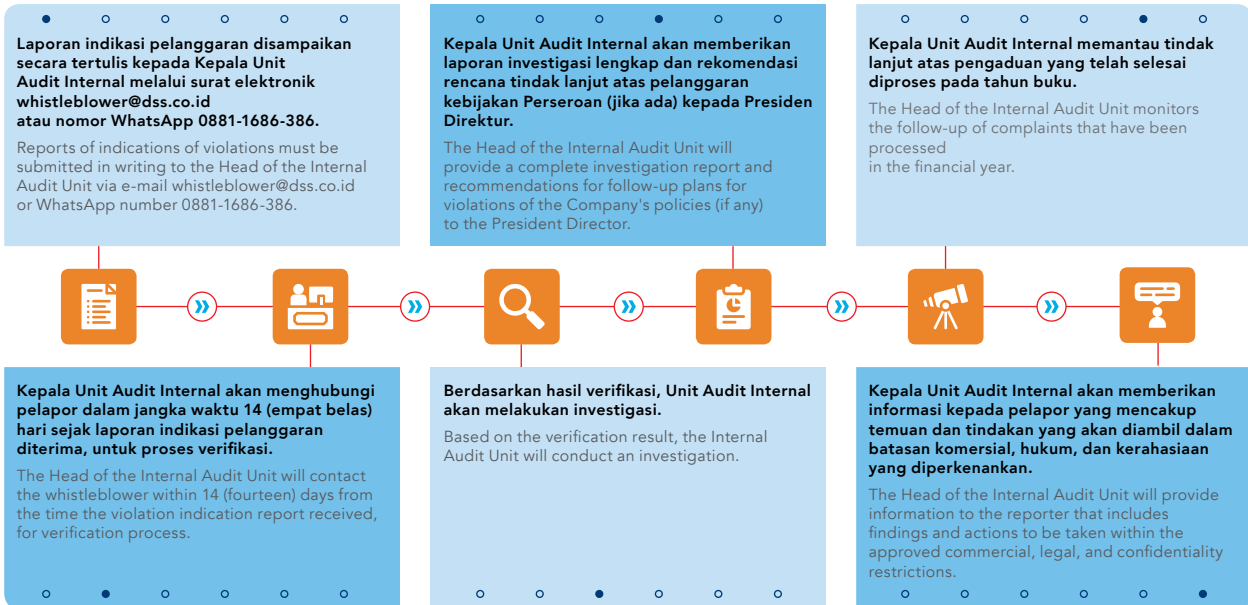 Laporan indikasi pelanggaran disampaikan
secara tertulis kepada Kepala Unit
Audit Internal melalui surat elektronik
whistleblower@dss.co.id
atau nomor WhatsApp 0881-1686-386.
Reports of indications of violations must be
submitted in writing to the Head of the Internal
Audit Unit via e-mail whistleblower@dss.co.id
or WhatsApp number 0881-1686-386.
Kepala Unit Audit Internal akan menghubungi
pelapor dalam jangka waktu 14 (empat belas)
hari sejak laporan indikasi pelanggaran
diterima, untuk proses verifikasi.
The Head of the Internal Audit Unit will contact
the whistleblower within 14 (fourteen) days from
the time the violation indication report received,
for verification process.
Berdasarkan hasil verifikasi, Unit Audit Internal
akan melakukan investigasi.
Based on the verification result, the Internal
Audit Unit will conduct an investigation.
Kepala Unit Audit Internal akan memberikan
laporan investigasi lengkap dan rekomendasi
rencana tindak lanjut atas pelanggaran
kebijakan Perseroan (jika ada) kepada Presiden
Direktur.
The Head of the Internal Audit Unit will
provide a complete investigation report and
recommendations for follow-up plans for
violations of the Company's policies (if any)
to the President Director.
Kepala Unit Audit Internal memantau tindak
lanjut atas pengaduan yang telah selesai
diproses pada tahun buku.
The Head of the Internal Audit Unit monitors
the follow-up of complaints that have been
processed
in the financial year.
Kepala Unit Audit Internal akan memberikan
informasi kepada pelapor yang mencakup
temuan dan tindakan yang akan diambil dalam
batasan komersial, hukum, dan kerahasiaan
yang diperkenankan.
The Head of the Internal Audit Unit will provide
information to the reporter that includes
findings and actions to be taken within the
approved commercial, legal, and confidentiality
restrictions.